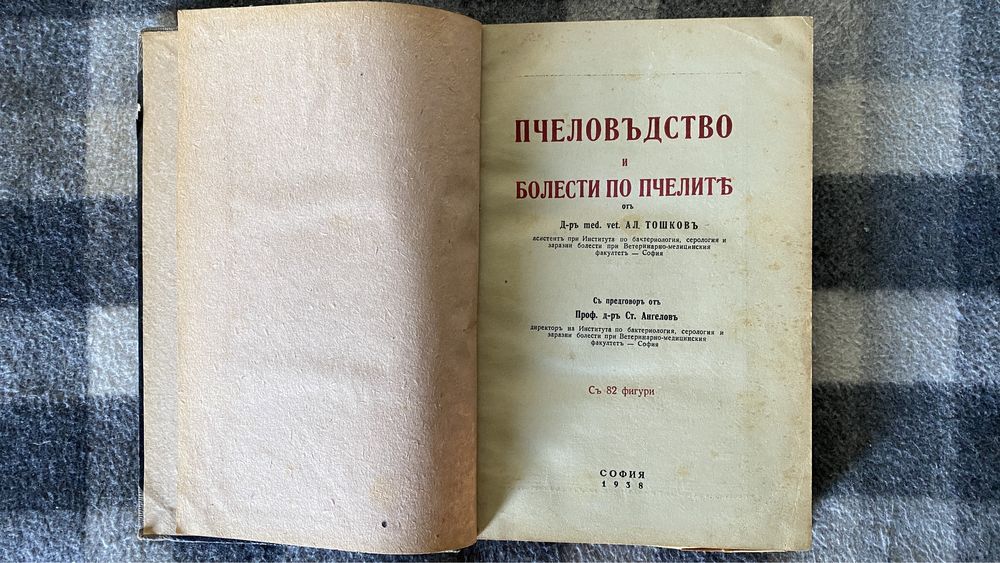 ПЧЕЛОВЪДСТВО
И
БОЛЕСТИ ПО ПЧЕЛИТѢ
отъ
Д-ръ med. vet. АЛ. ТОШКОВЪ
асистентъ при Института по бактериология, серология и
заразни болести при Ветеринарно-медицинския
факултетъ — София
Съ предговоръ отъ
Проф. д-ръ Ст. Ангеловъ
директоръ на Института по бактериология, серология и
заразни болести при Ветеринарно-медицинския
факултетъ — София
Съ 82 фигури
СОФИЯ
1938